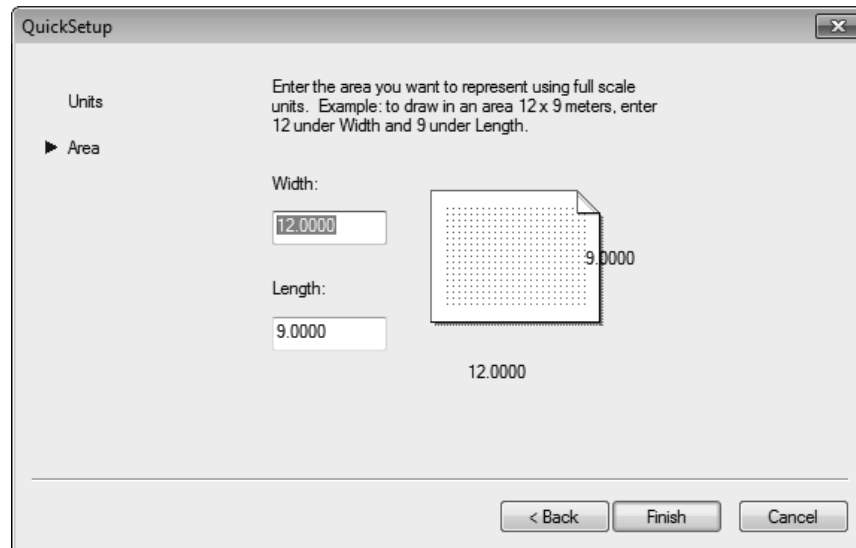 QuickSetup
Units
Area
Enter the area you want to represent using full scale
units. Example: to draw in an area 12 x 9 meters, enter
12 under Width and 9 under Length.
Width:
12.0000
Length:
9.0000
9.0000
12.0000
< Back
Finish
Cancel